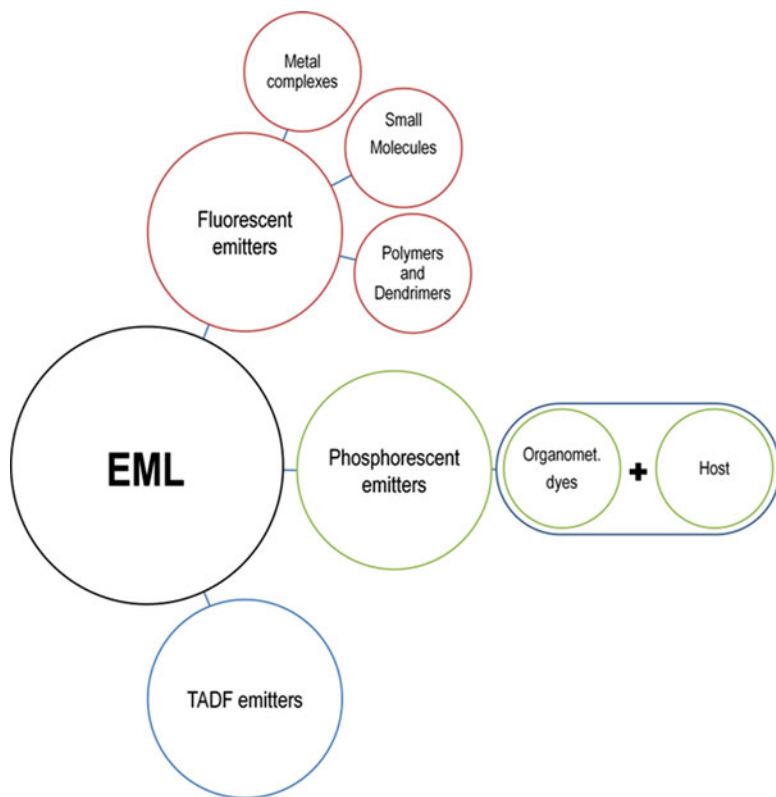 Metal
complexes
Small
Molecules
Fluorescent
emitters
Polymers
and
Dendrimers
EML
Phosphorescent
emitters
Organomet.
dyes
+
Host
TADF emitters